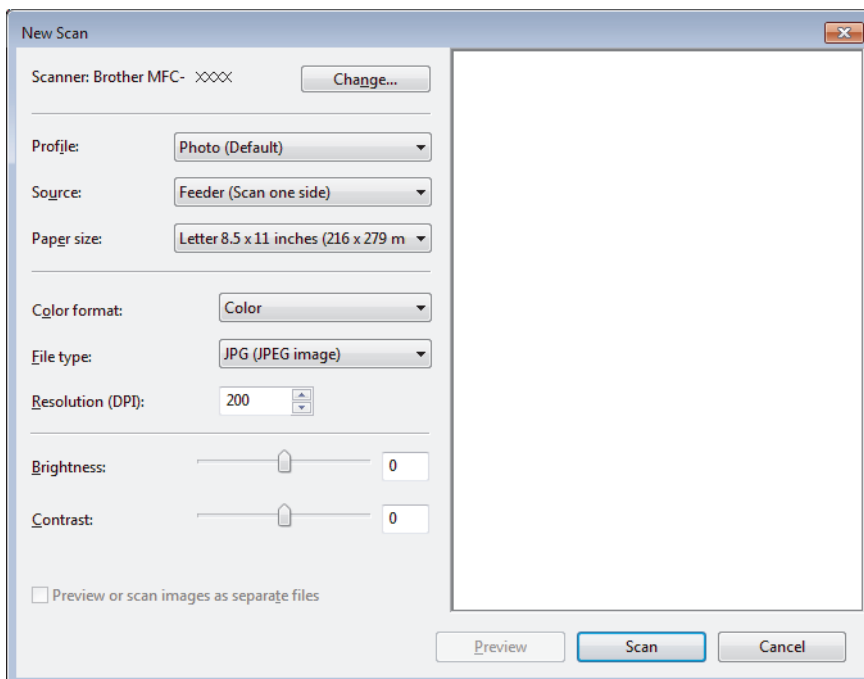 New Scan
Scanner: Brother MFC- XXXX Change...
Profile: Photo (Default)
Source: Feeder (Scan one side)
Paper size: Letter 8.5 x 11 inches (216 x 279 m
Color format: Color
File type: JPG (JPEG image)
Resolution (DPI): 200
Brightness: 0
Contrast: 0
Preview or scan images as separate files
Preview Scan Cancel